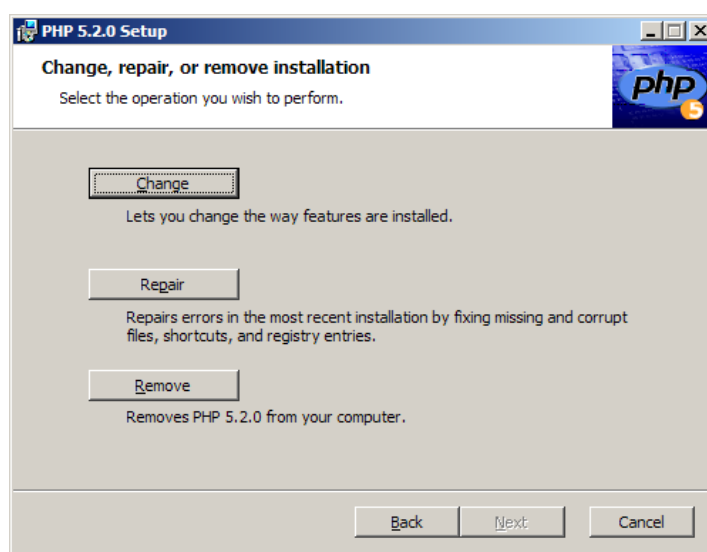 PHP 5.2.0 Setup
Change, repair, or remove installation
Select the operation you wish to perform.
php
5
Change
Lets you change the way features are installed.
Repair
Repairs errors in the most recent installation by fixing missing and corrupt
files, shortcuts, and registry entries.
Remove
Removes PHP 5.2.0 from your computer.
Back Next Cancel